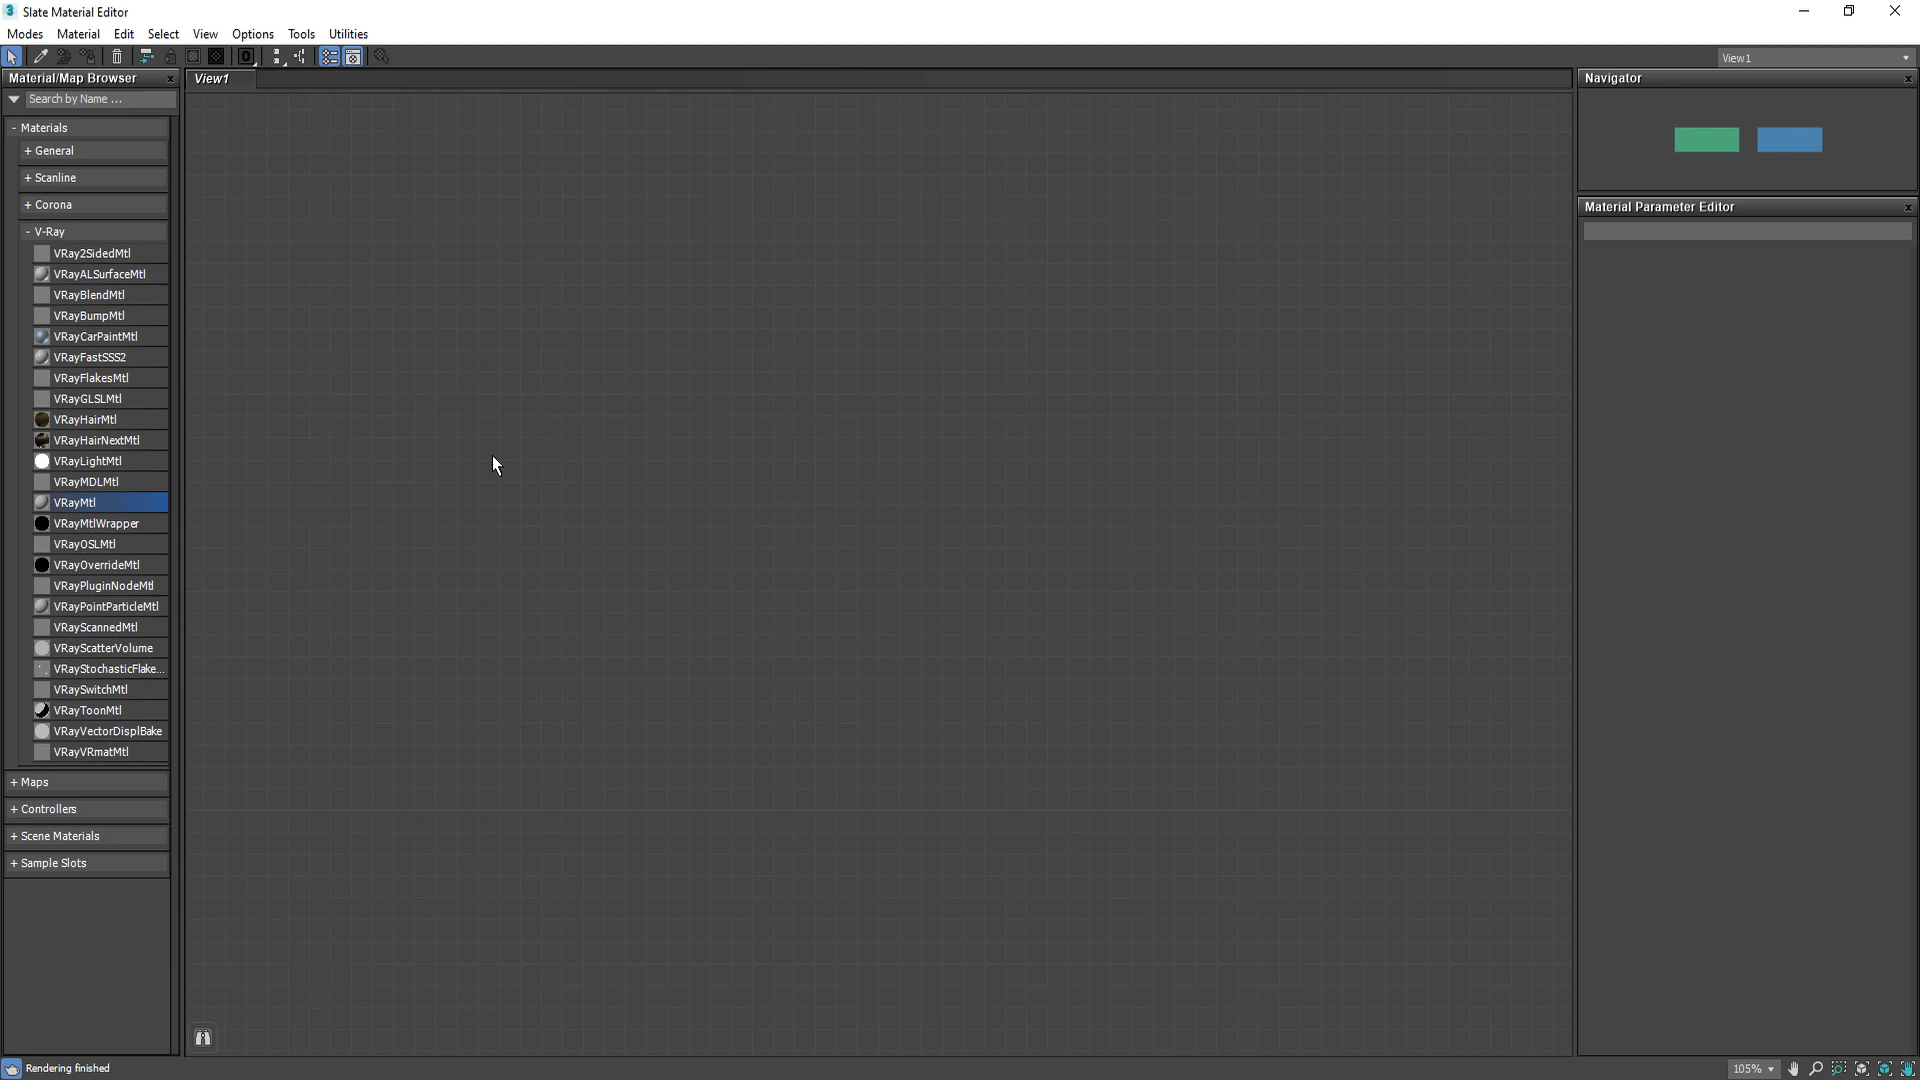 Slate Material Editor
Modes Material Edit Select View Options Tools Utilities
View1
Material/Map Browser x
View1
Navigator x
Search by Name ...
- Materials
+ General
+ Scanline
+ Corona
- V-Ray
VRay2SidedMtl
VRayALSurfaceMtl
VRayBlendMtl
VRayBumpMtl
VRayCarPaintMtl
VRayFastSSS2
VRayFlakesMtl
VRayGLSLMtl
VRayHairMtl
VRayHairNextMtl
VRayLightMtl
VRayMDLMtl
VRayMtl
VRayMtlWrapper
VRayOSLMtl
VRayOverrideMtl
VRayPluginNodeMtl
VRayPointParticleMtl
VRayScannedMtl
VRayScatterVolume
VRayStochasticFlake...
VRaySwitchMtl
VRayToonMtl
VRayVectorDisplBake
VRayVRmatMtl
+ Maps
+ Controllers
+ Scene Materials
+ Sample Slots
Material Parameter Editor x
Rendering finished
105%